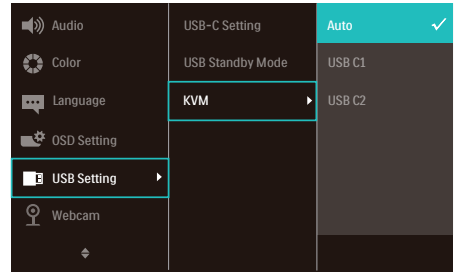 Audio
Color
Language
OSD Setting
USB Setting
Webcam
USB-C Setting
USB Standby Mode
KVM
Auto
USB C1
USB C2